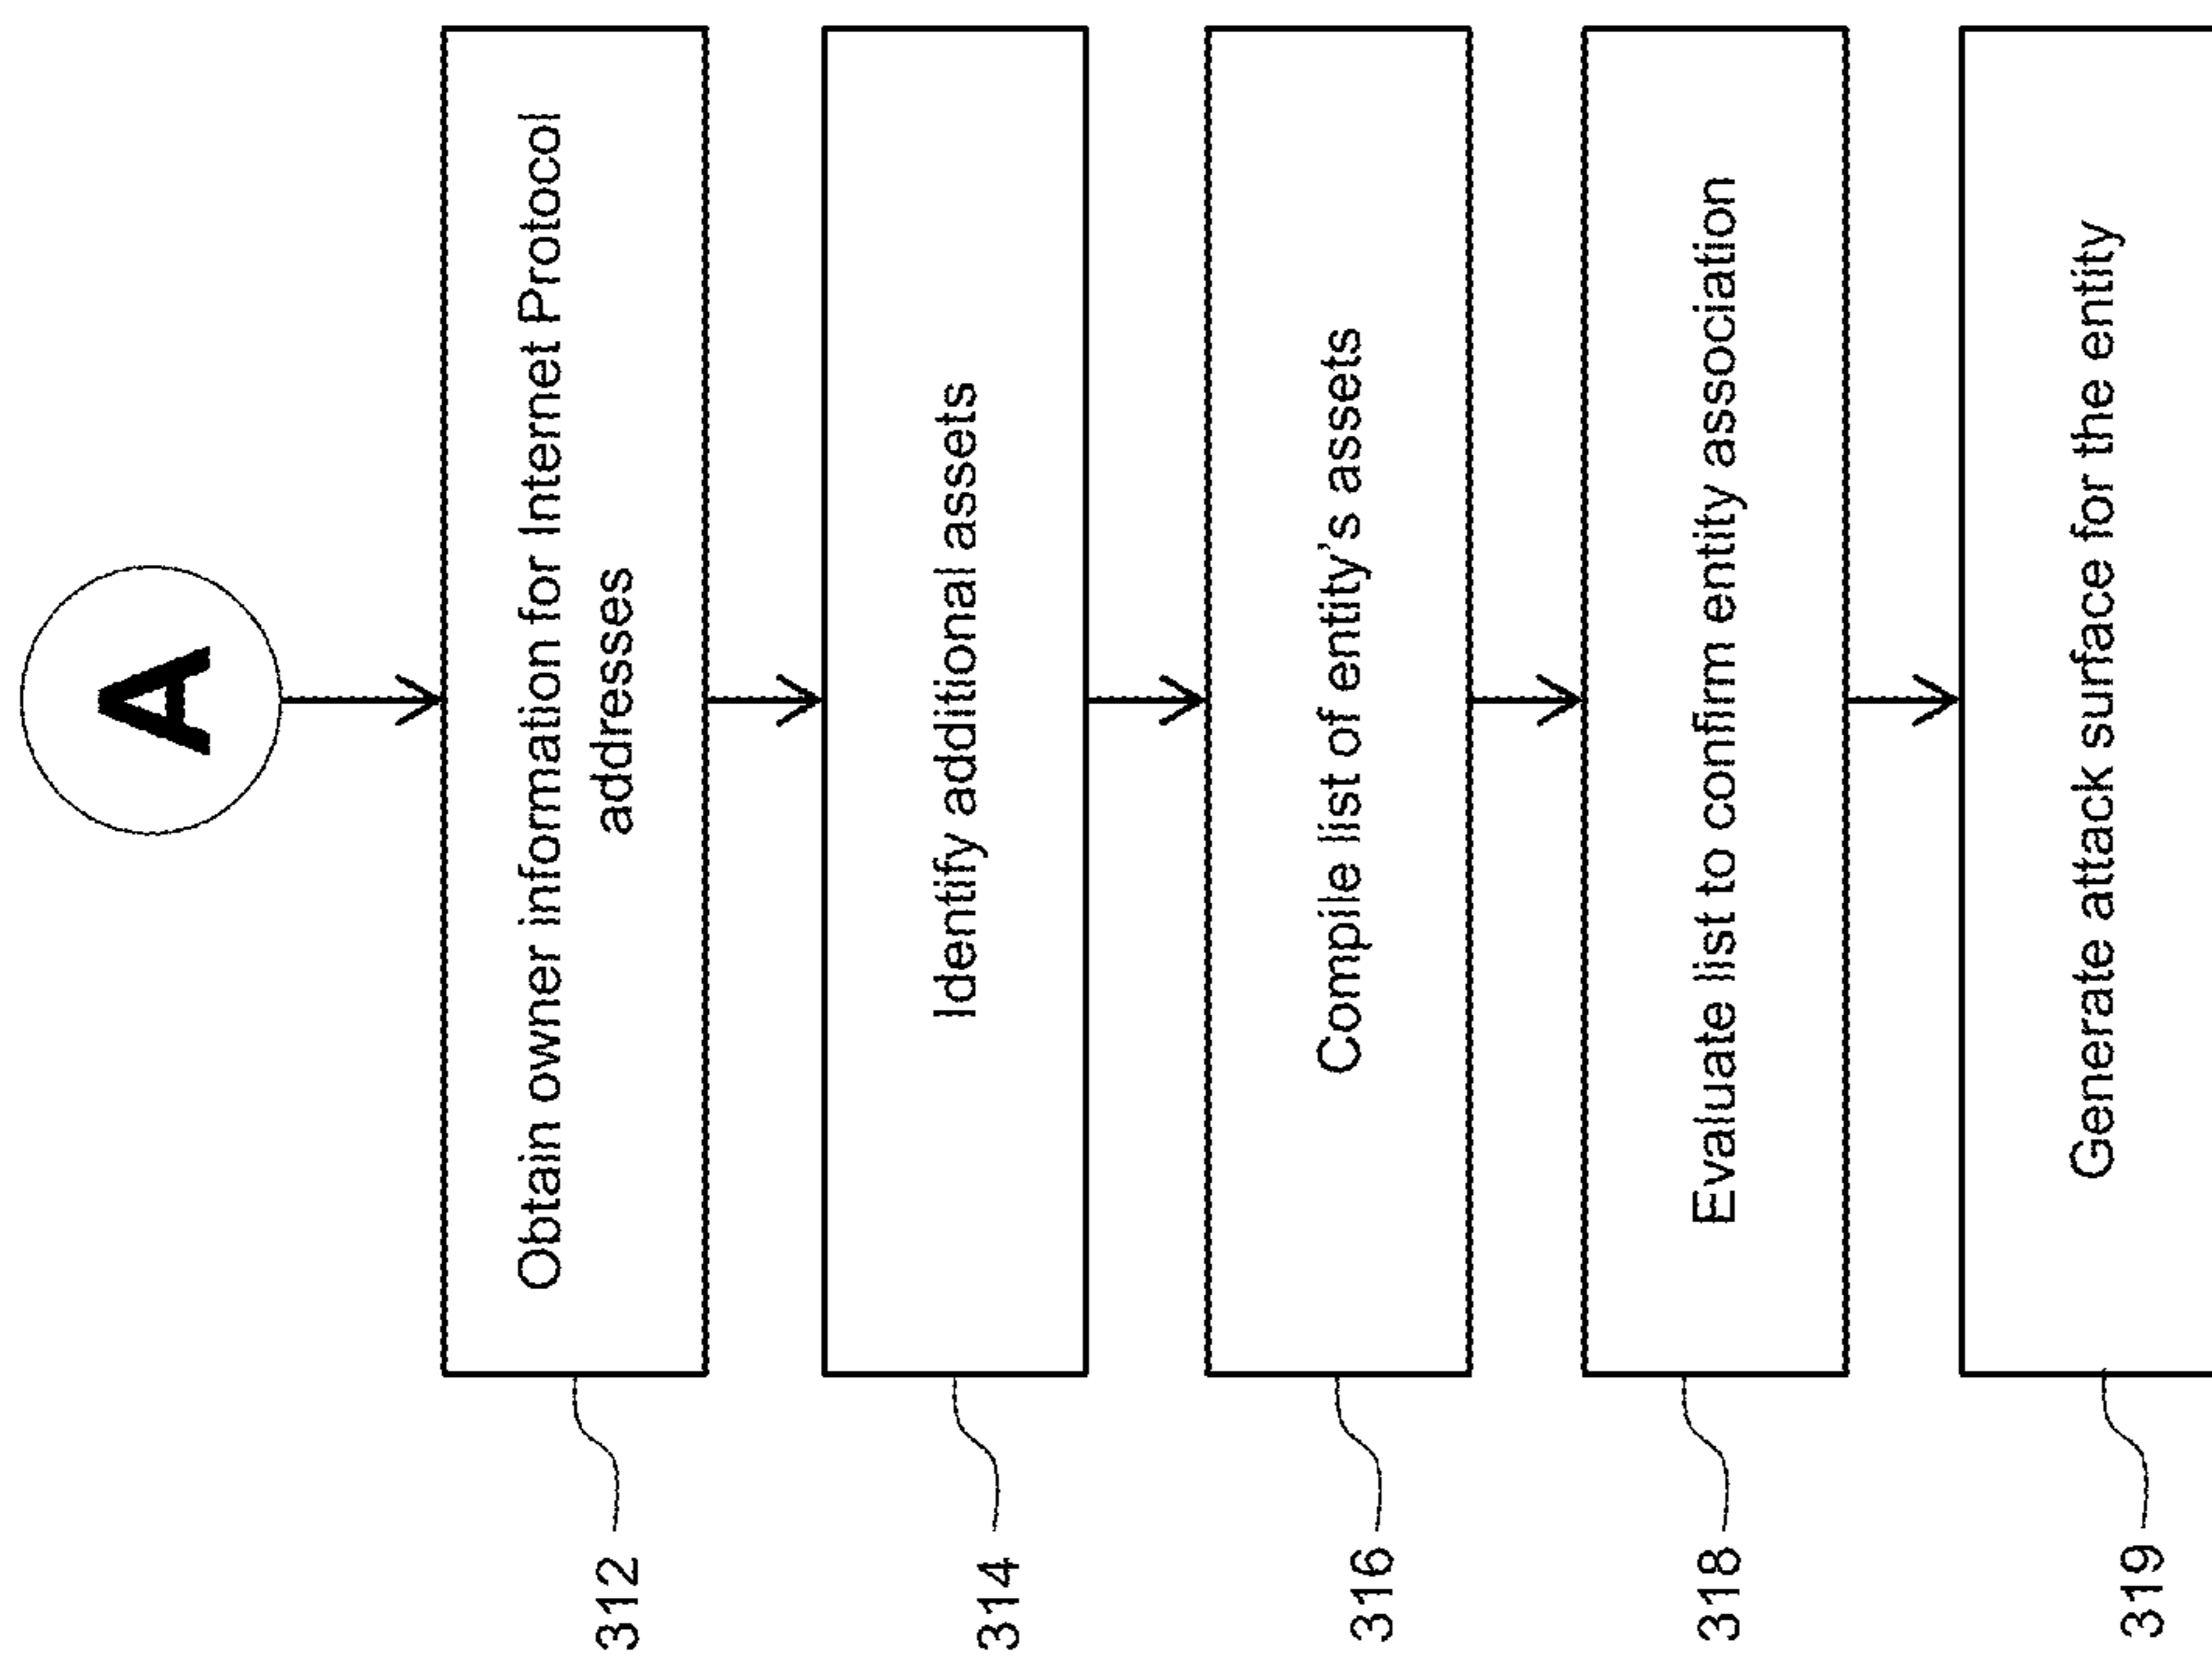 A
Obtain owner information for Internet Protocol
addresses
312
Identify additional assets
314
Compile list of entity's assets
316
Evaluate list to confirm entity association
318
Generate attack surface for the entity
319